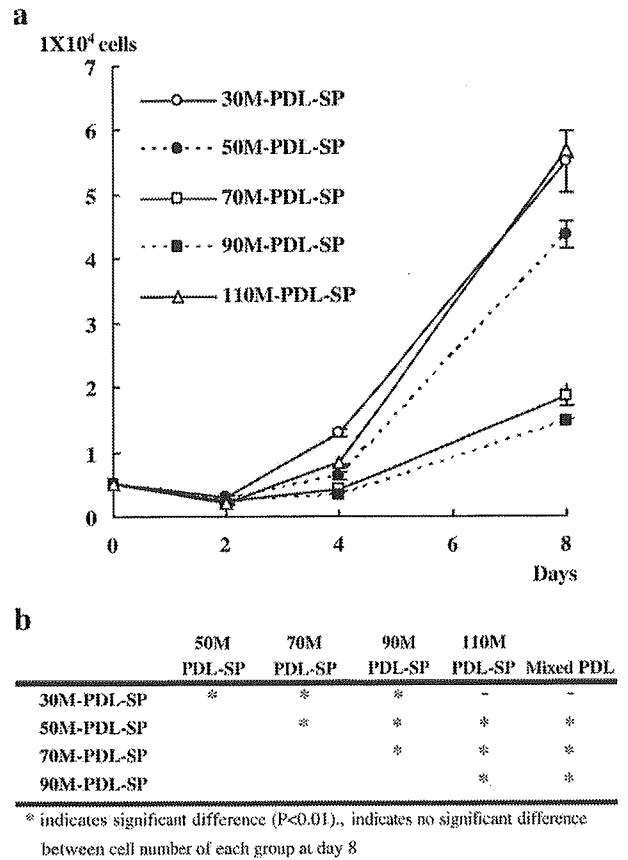 a
1X10⁴ cells
7
6
5
4
3
2
1
0
30M-PDL-SP
50M-PDL-SP
70M-PDL-SP
90M-PDL-SP
110M-PDL-SP
0 2 4 6 8
Days
b
50M 70M 90M 110M
PDL-SP PDL-SP PDL-SP PDL-SP Mixed PDL
30M-PDL-SP * * * - -
50M-PDL-SP * * * *
70M-PDL-SP * * *
90M-PDL-SP * *
* indicates significant difference (P<0.01)., indicates no significant difference
between cell number of each group at day 8